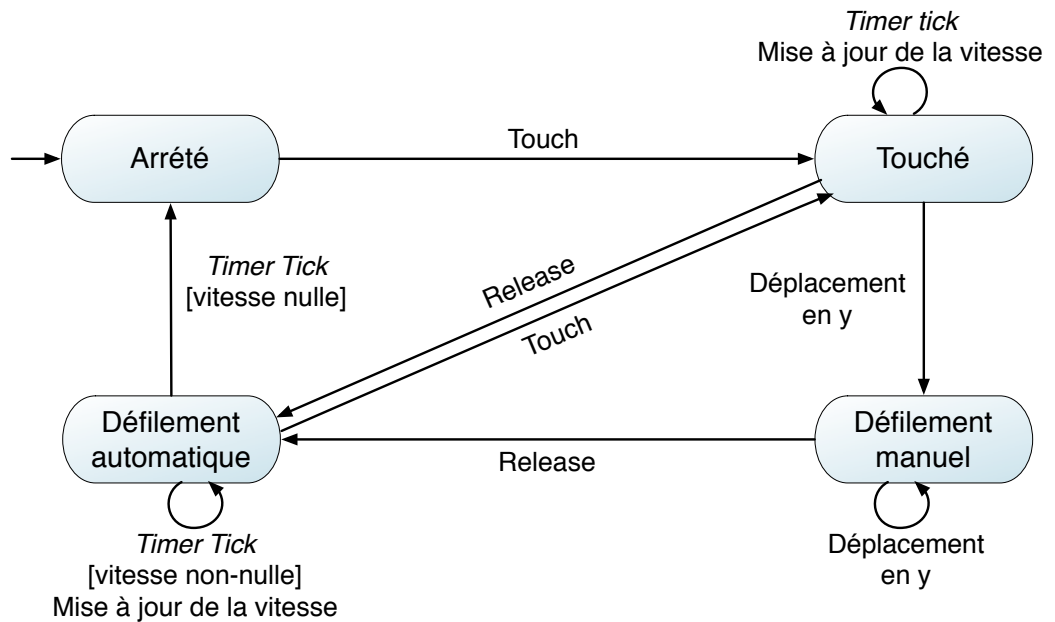 Timer tick
Mise à jour de la vitesse
Arrété
Touch
Touché
Timer Tick
[vitesse nulle]
Release
Touch
Déplacement
en y
Défilement
automatique
Release
Défilement
manuel
Timer Tick
[vitesse non-nulle]
Mise à jour de la vitesse
Déplacement
en y